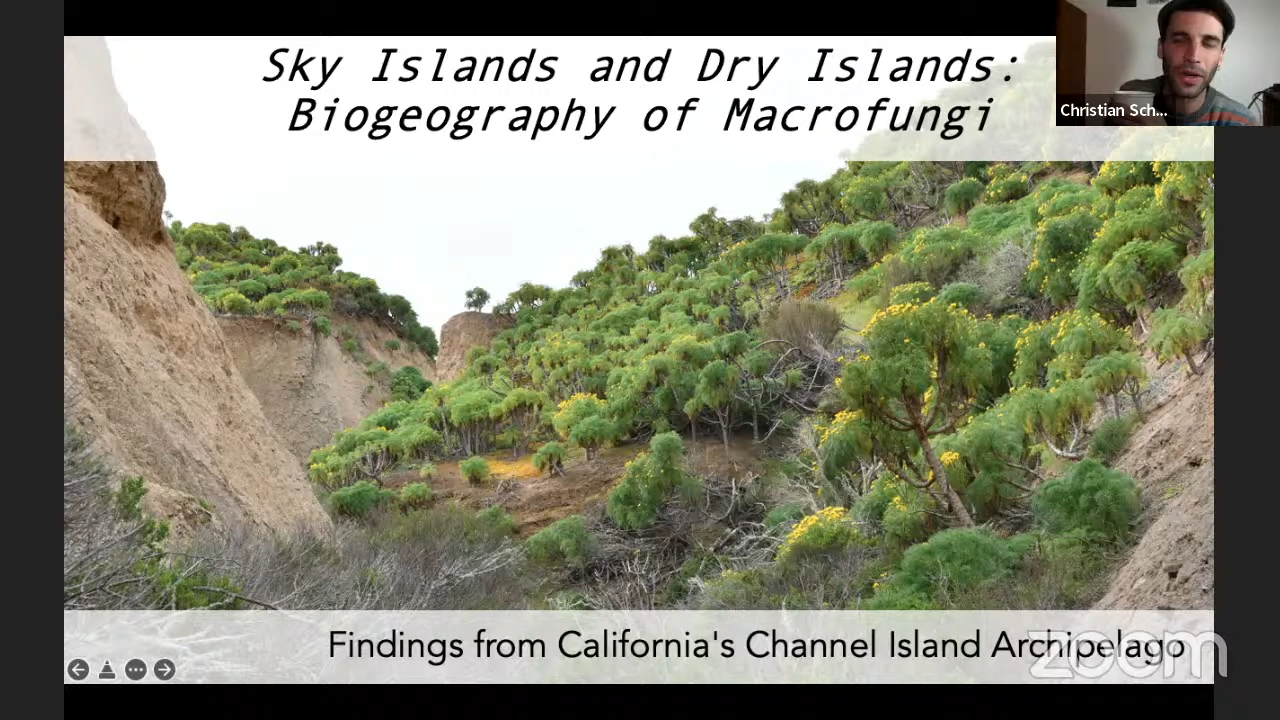 Sky Islands and Dry Islands:
Biogeography of Macrofungi
Christian Sch...
Findings from California's Channel Island Archipelago
zoom